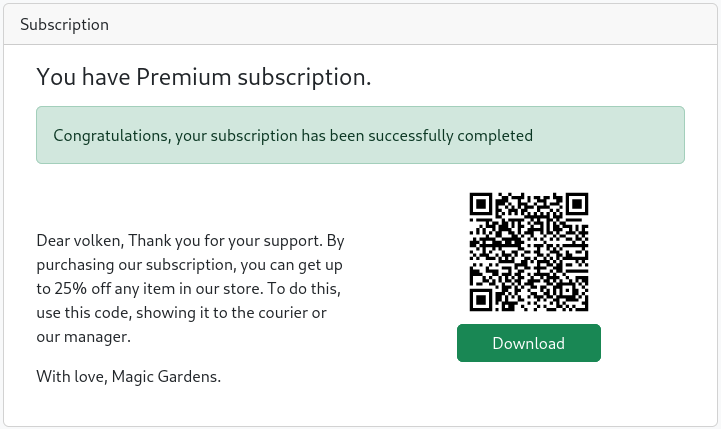 Subscription
You have Premium subscription.
Congratulations, your subscription has been successfully completed
Dear volken, Thank you for your support. By
purchasing our subscription, you can get up
to 25% off any item in our store. To do this,
use this code, showing it to the courier or
our manager.
With love, Magic Gardens.
Download